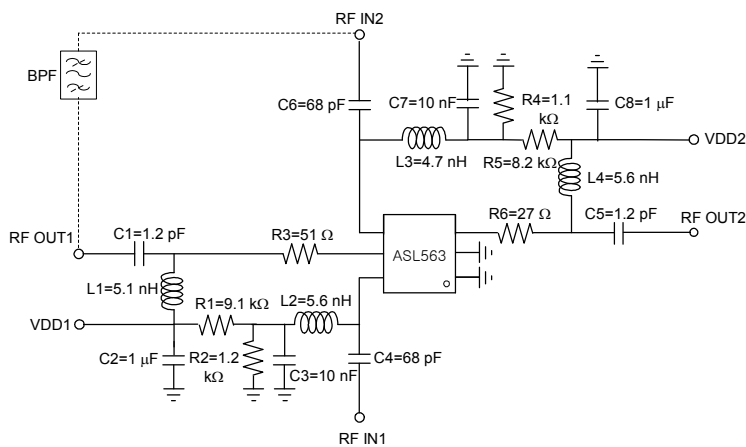 RF IN2
BPF
C6=68 pF
C7=10 nF
R4=1.1
kΩ
C8=1 μF
VDD2
L3=4.7 nH
R5=8.2 kΩ
L4=5.6 nH
R6=27 Ω
C5=1.2 pF
RF OUT2
RF OUT1
C1=1.2 pF
R3=51 Ω
ASL563
L1=5.1 nH
R1=9.1 kΩ
L2=5.6 nH
VDD1
C2=1 μF
R2=1.2
kΩ
C3=10 nF
C4=68 pF
RF IN1